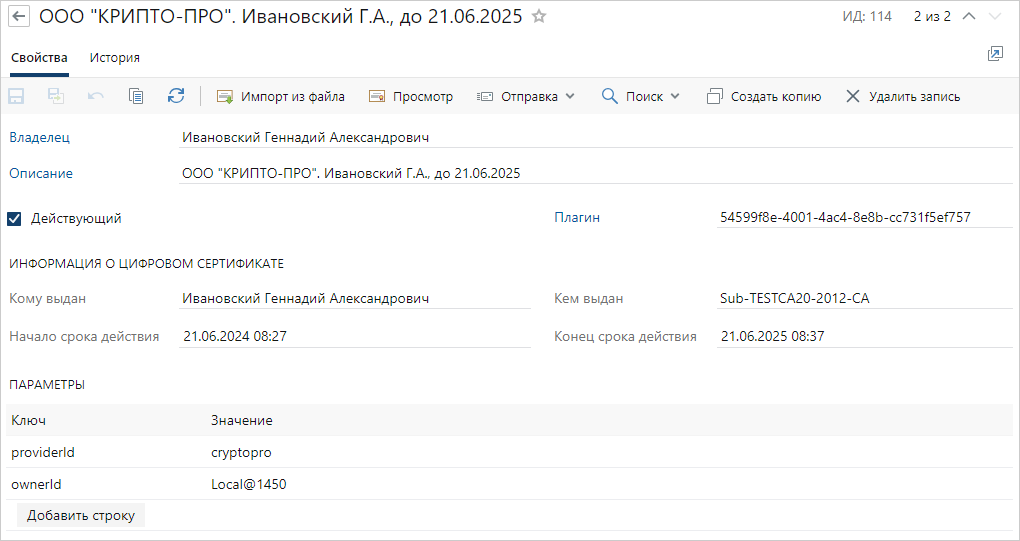 ООО "КРИПТО-ПРО". Ивановский Г.А., до 21.06.2025 ИД: 114 2 из 2
Свойства История
Импорт из файла Просмотр Отправка Поиск Создать копию Удалить запись
Владелец Ивановский Геннадий Александрович
Описание ООО "КРИПТО-ПРО". Ивановский Г.А., до 21.06.2025
Действующий Плагин 54599f8e-4001-4ac4-8e8b-cc731f5ef757
ИНФОРМАЦИЯ О ЦИФРОВОМ СЕРТИФИКАТЕ
Кому выдан Ивановский Геннадий Александрович Кем выдан Sub-TESTCA20-2012-CA
Начало срока действия 21.06.2024 08:27 Конец срока действия 21.06.2025 08:37
ПАРАМЕТРЫ
Ключ Значение
providerId cryptopro
ownerId Local@1450
Добавить строку